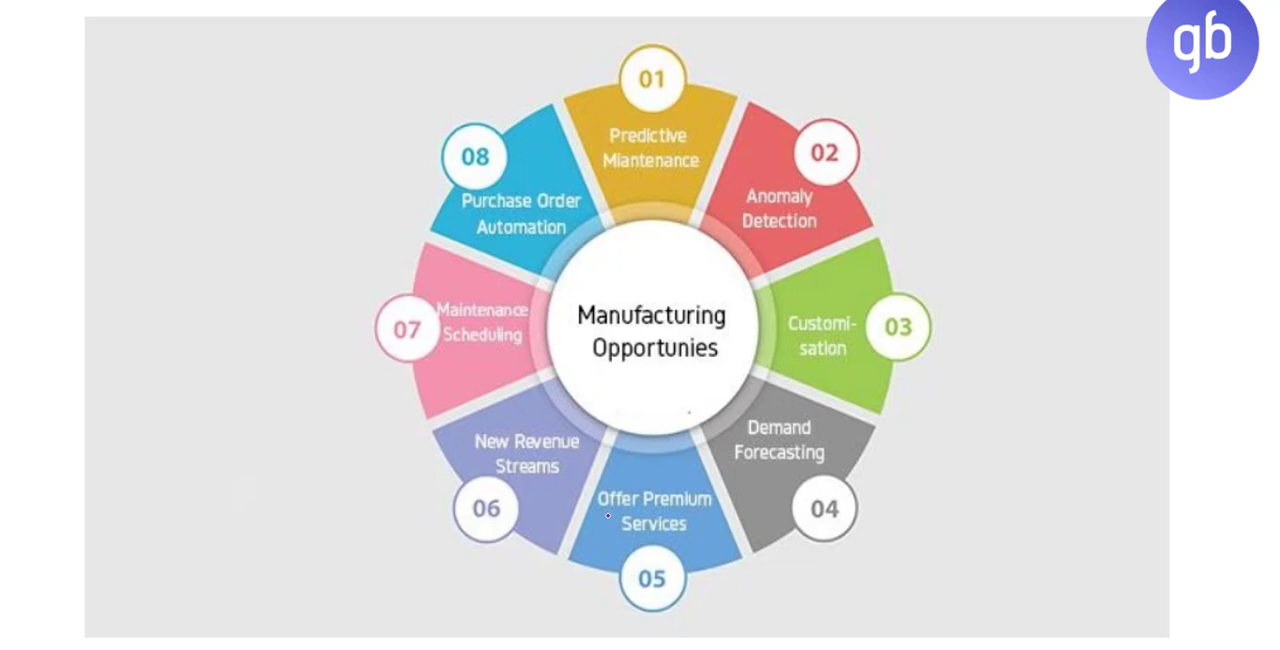 gb
01
Predictive
Miantenance
02
Anomaly
Detection
03
Customi-
sation
04
Demand
Forecasting
05
Offer Premium
Services
06
New Revenue
Streams
07
Maintenance
Scheduling
08
Purchase Order
Automation
Manufacturing
Opportunies